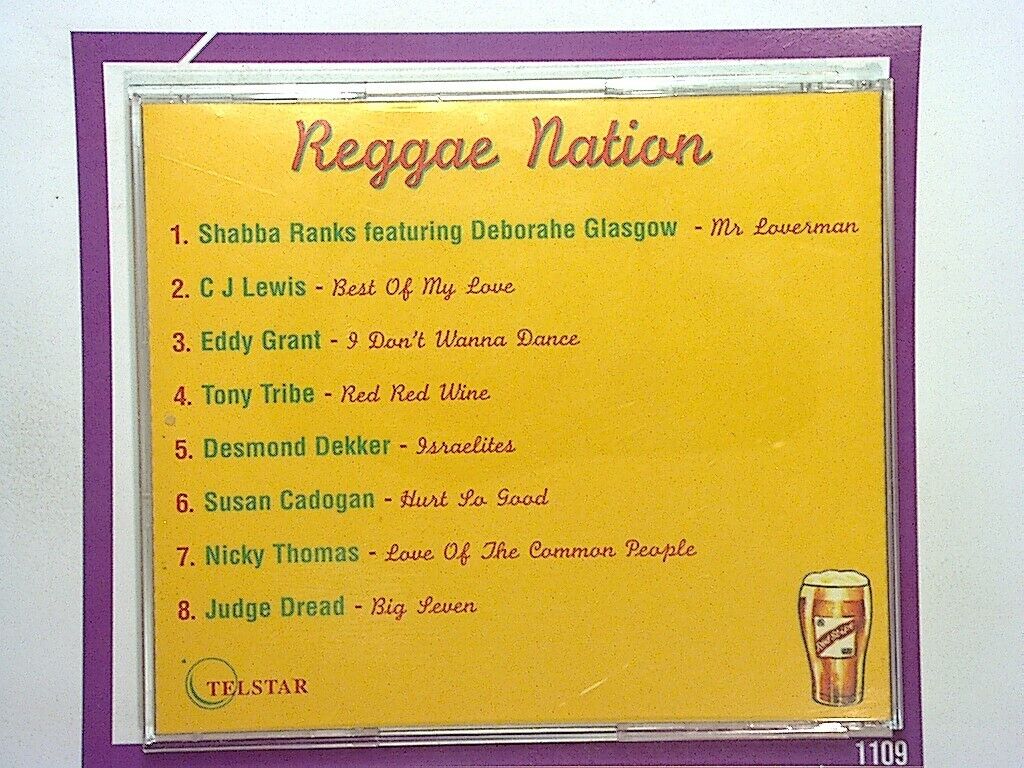 Reggae Nation
1. Shabba Ranks featuring Deborahe Glasgow - Mr Loverman
2. C J Lewis - Best Of My Love
3. Eddy Grant - I Don't Wanna Dance
4. Tony Tribe - Red Red Wine
5. Desmond Dekker - Israelites
6. Susan Cadogan - Hurt So Good
7. Nicky Thomas - Love Of The Common People
8. Judge Dread - Big Seven
Red Stripe
TELSTAR
1109